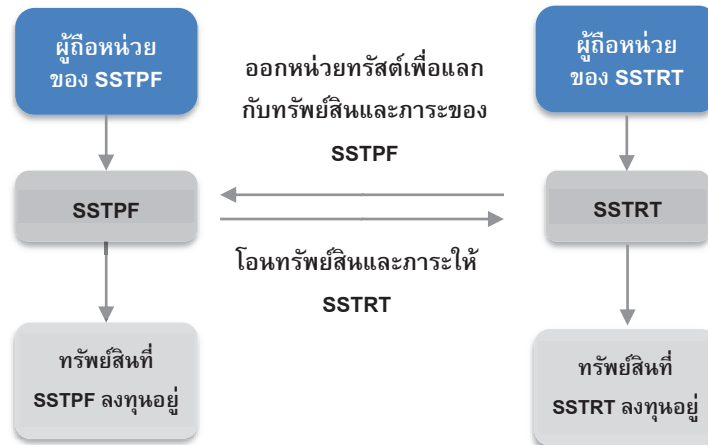 ผู้ถือหน่วย
ของ SSTPF
ออกหน่วยทรัสต์เพื่อแลก
กับทรัพย์สินและภาระของ
SSTPF
ผู้ถือหน่วย
ของ SSTRT
SSTPF
SSTRT
โอนทรัพย์สินและภาระให้
SSTRT
ทรัพย์สินที่
SSTPF ลงทุนอยู่
ทรัพย์สินที่
SSTRT ลงทุนอยู่